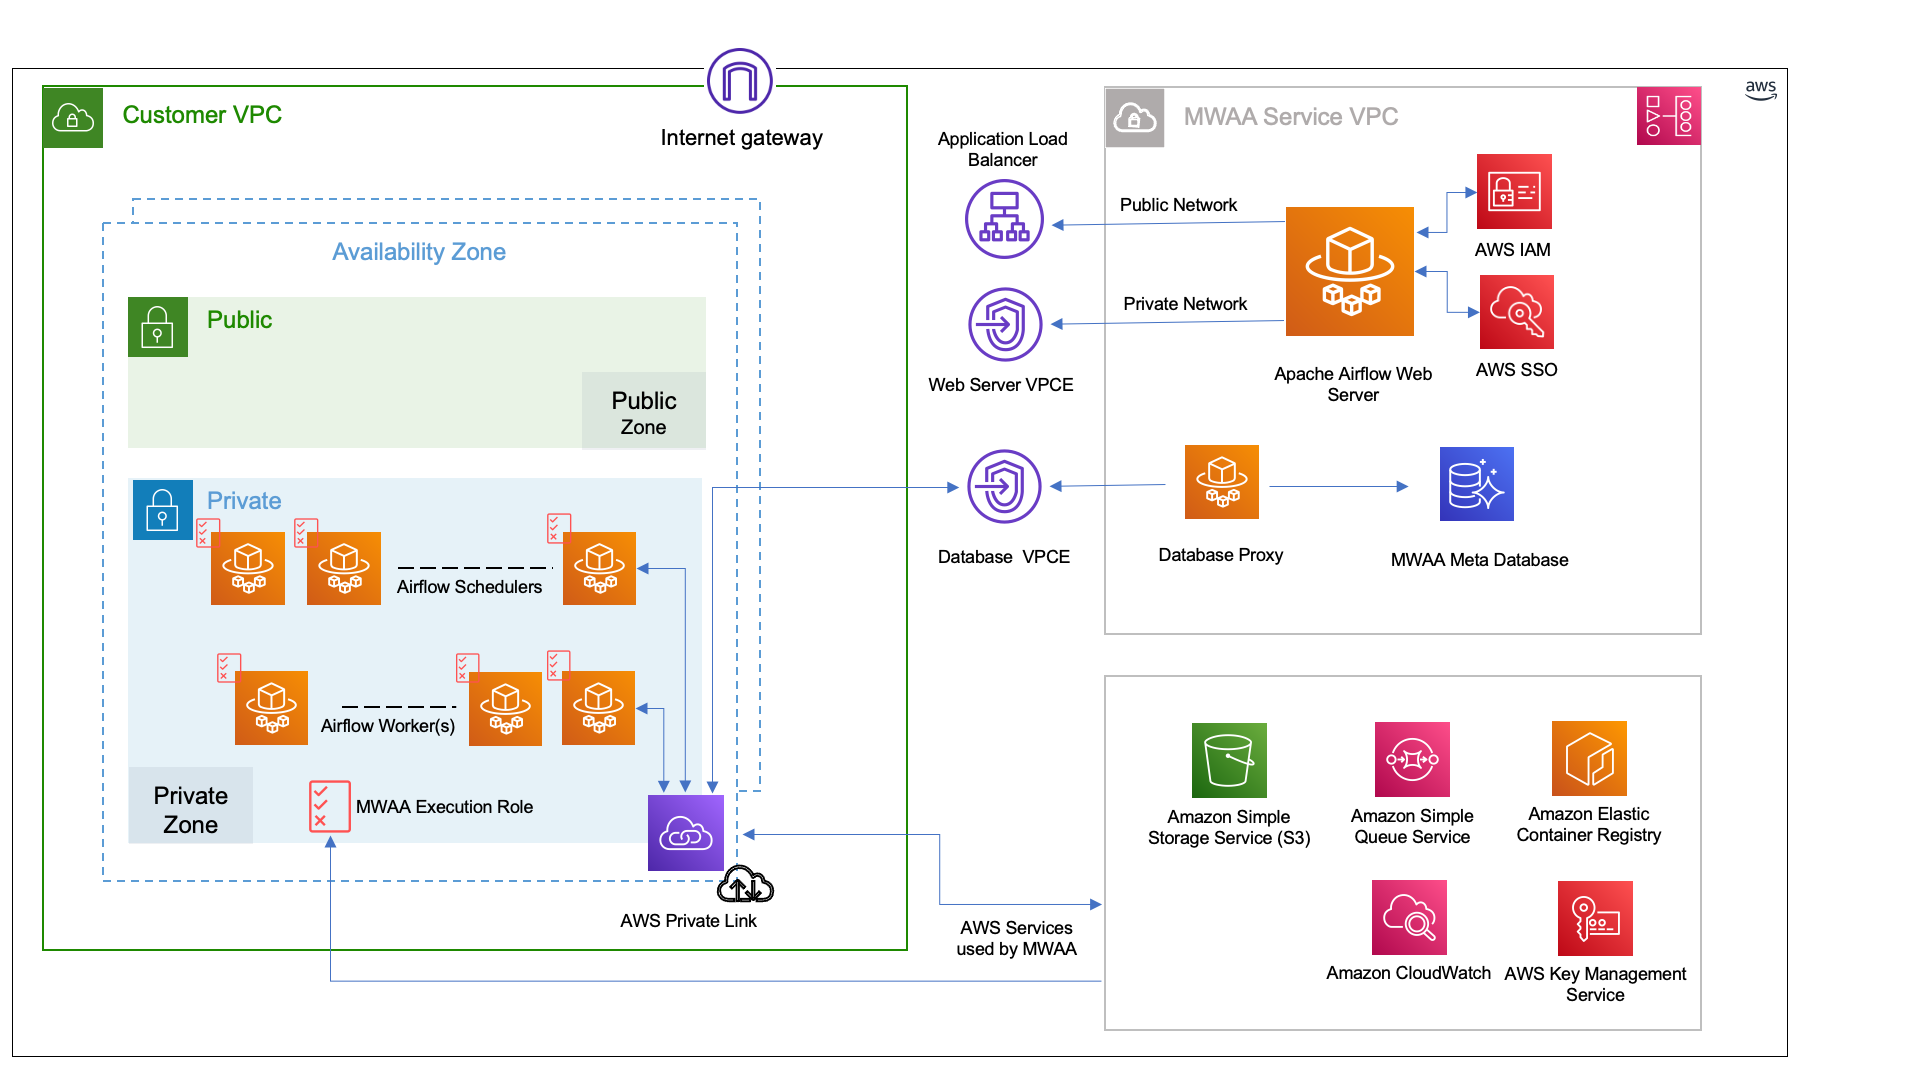 Internet gateway
Customer VPC
Availability Zone
Public
Public
Zone
Private
Airflow Schedulers
Airflow Worker(s)
Private
Zone
MWAA Execution Role
AWS Private Link
Application Load
Balancer
Web Server VPCE
Database  VPCE
AWS Services
used by MWAA
aws
MWAA Service VPC
Public Network
Private Network
Apache Airflow Web
Server
AWS IAM
AWS SSO
Database Proxy
MWAA Meta Database
Amazon Simple
Storage Service (S3)
Amazon Simple
Queue Service
Amazon Elastic
Container Registry
Amazon CloudWatch
AWS Key Management
Service